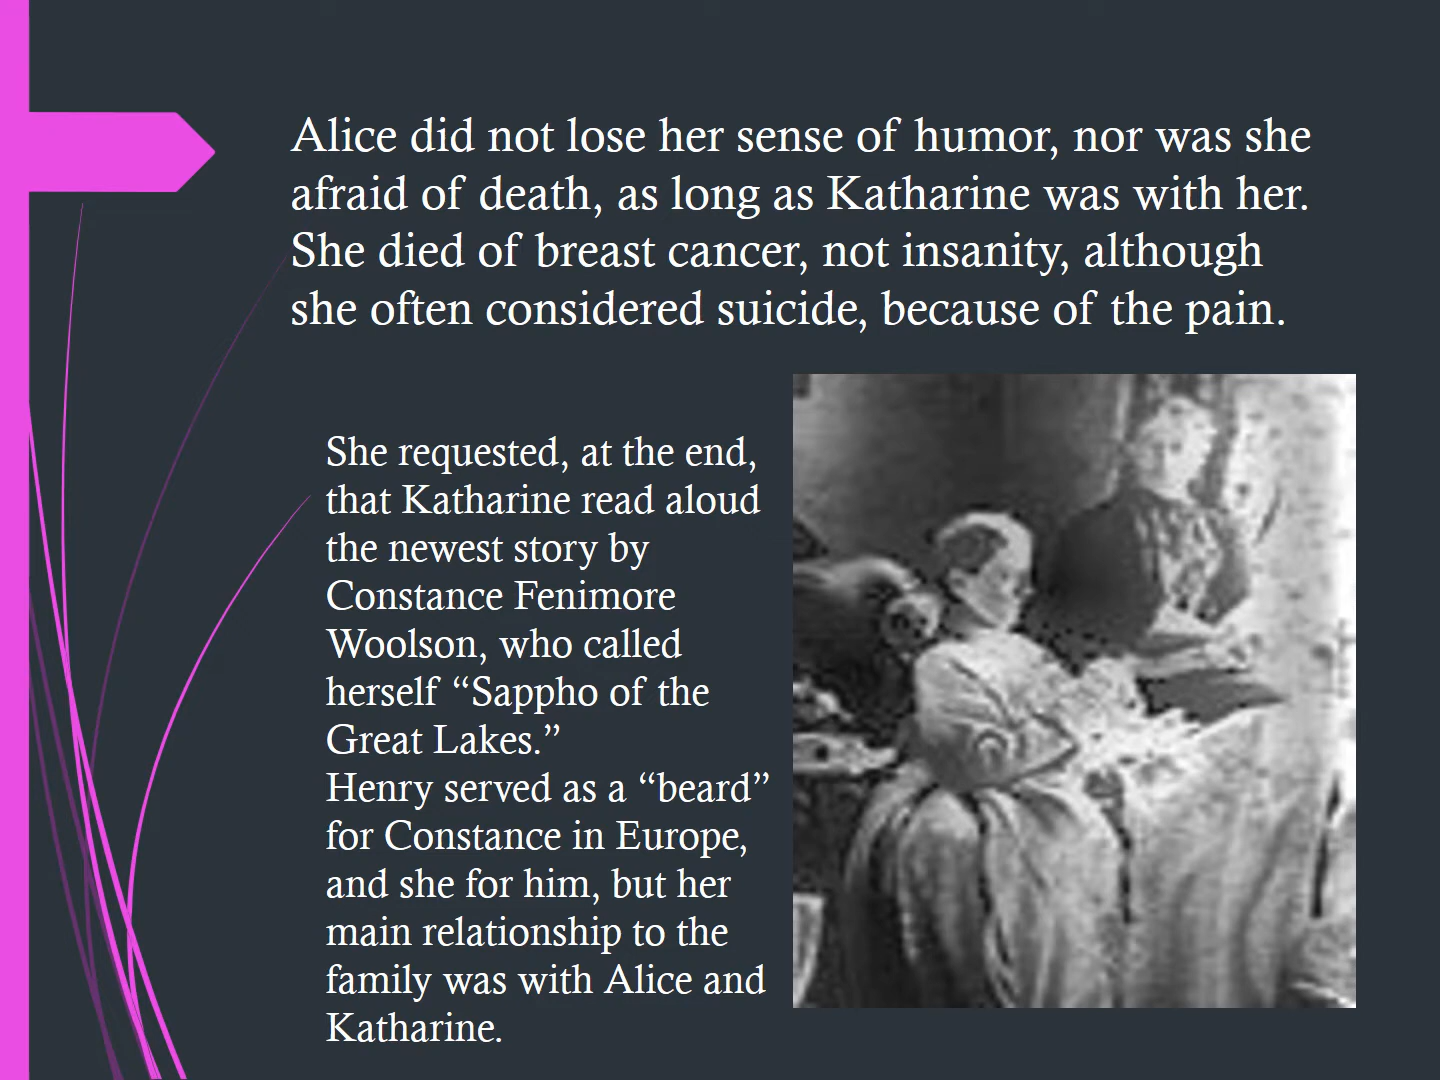 Alice did not lose her sense of humor, nor was she
afraid of death, as long as Katharine was with her.
She died of breast cancer, not insanity, although
she often considered suicide, because of the pain.
She requested, at the end,
that Katharine read aloud
the newest story by
Constance Fenimore
Woolson, who called
herself “Sappho of the
Great Lakes.”
Henry served as a “beard”
for Constance in Europe,
and she for him, but her
main relationship to the
family was with Alice and
Katharine.